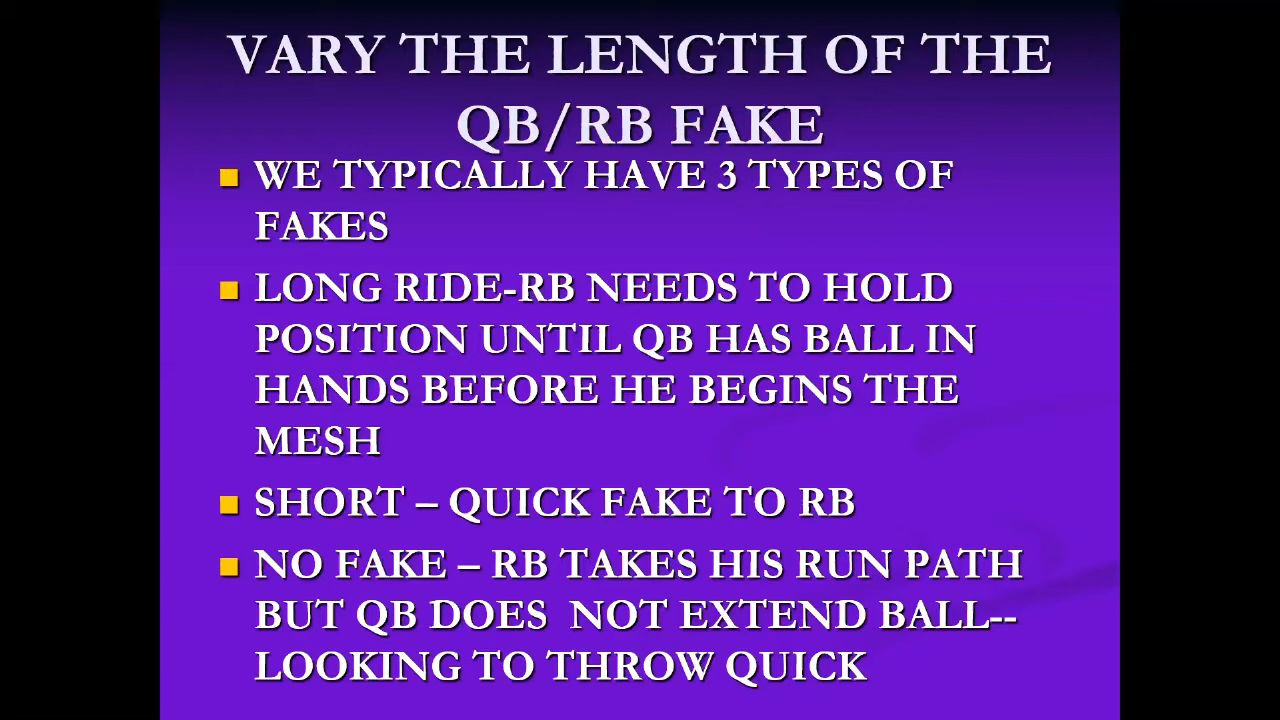 VARY THE LENGTH OF THE
QB/RB FAKE
WE TYPICALLY HAVE 3 TYPES OF
FAKES
LONG RIDE-RB NEEDS TO HOLD
POSITION UNTIL QB HAS BALL IN
HANDS BEFORE HE BEGINS THE
MESH
SHORT – QUICK FAKE TO RB
NO FAKE – RB TAKES HIS RUN PATH
BUT QB DOES  NOT EXTEND BALL--
LOOKING TO THROW QUICK